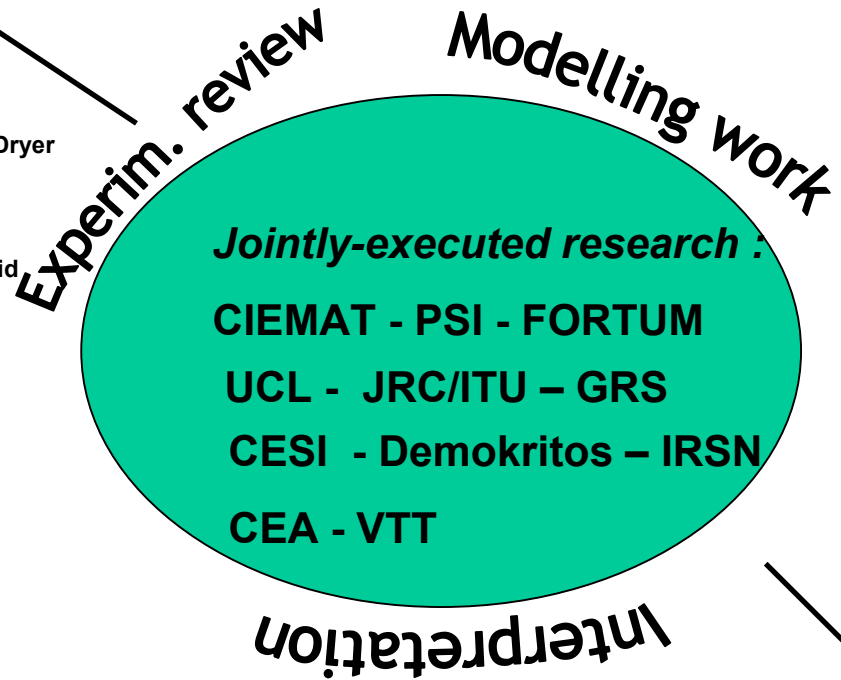 Experim. review
Modelling work
Dryer
id
Jointly-executed research :
CIEMAT - PSI - FORTUM
UCL - JRC/ITU – GRS
CESI - Demokritos – IRSN
CEA - VTT
Interpretation